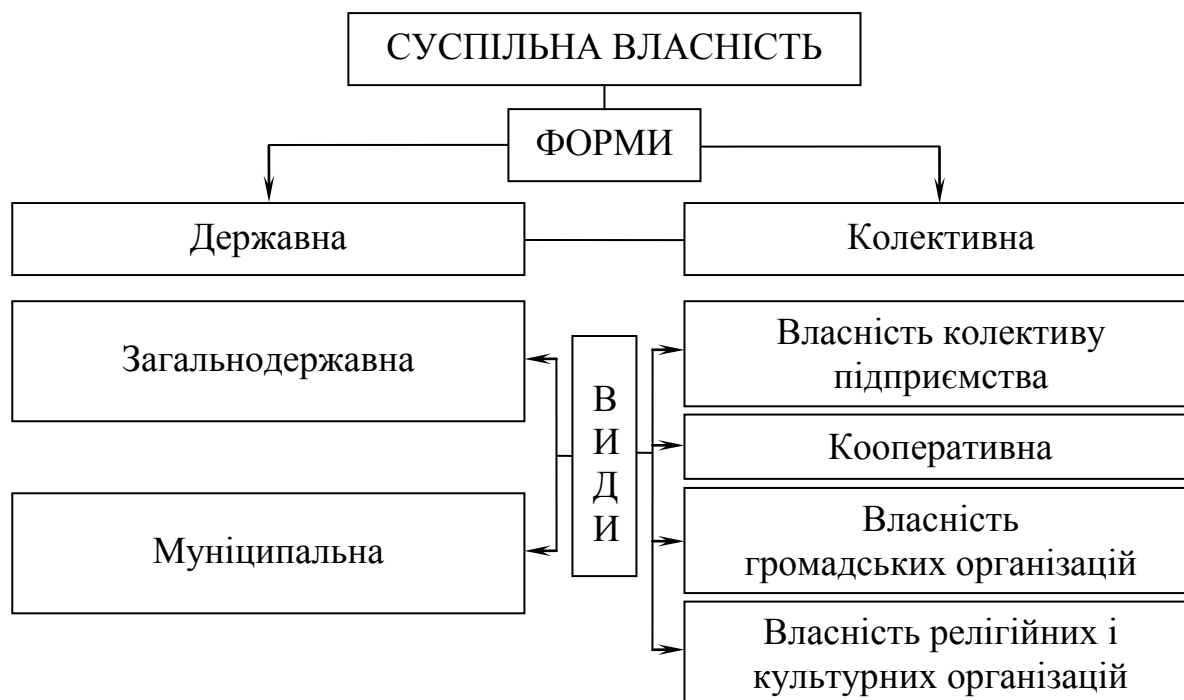 СУСПІЛЬНА ВЛАСНІСТЬ
ФОРМИ
Державна
Колективна
Загальнодержавна
Муніципальна
В
И
Д
И
Власність колективу
підприємства
Кооперативна
Власність
громадських організацій
Власність релігійних і
культурних організацій